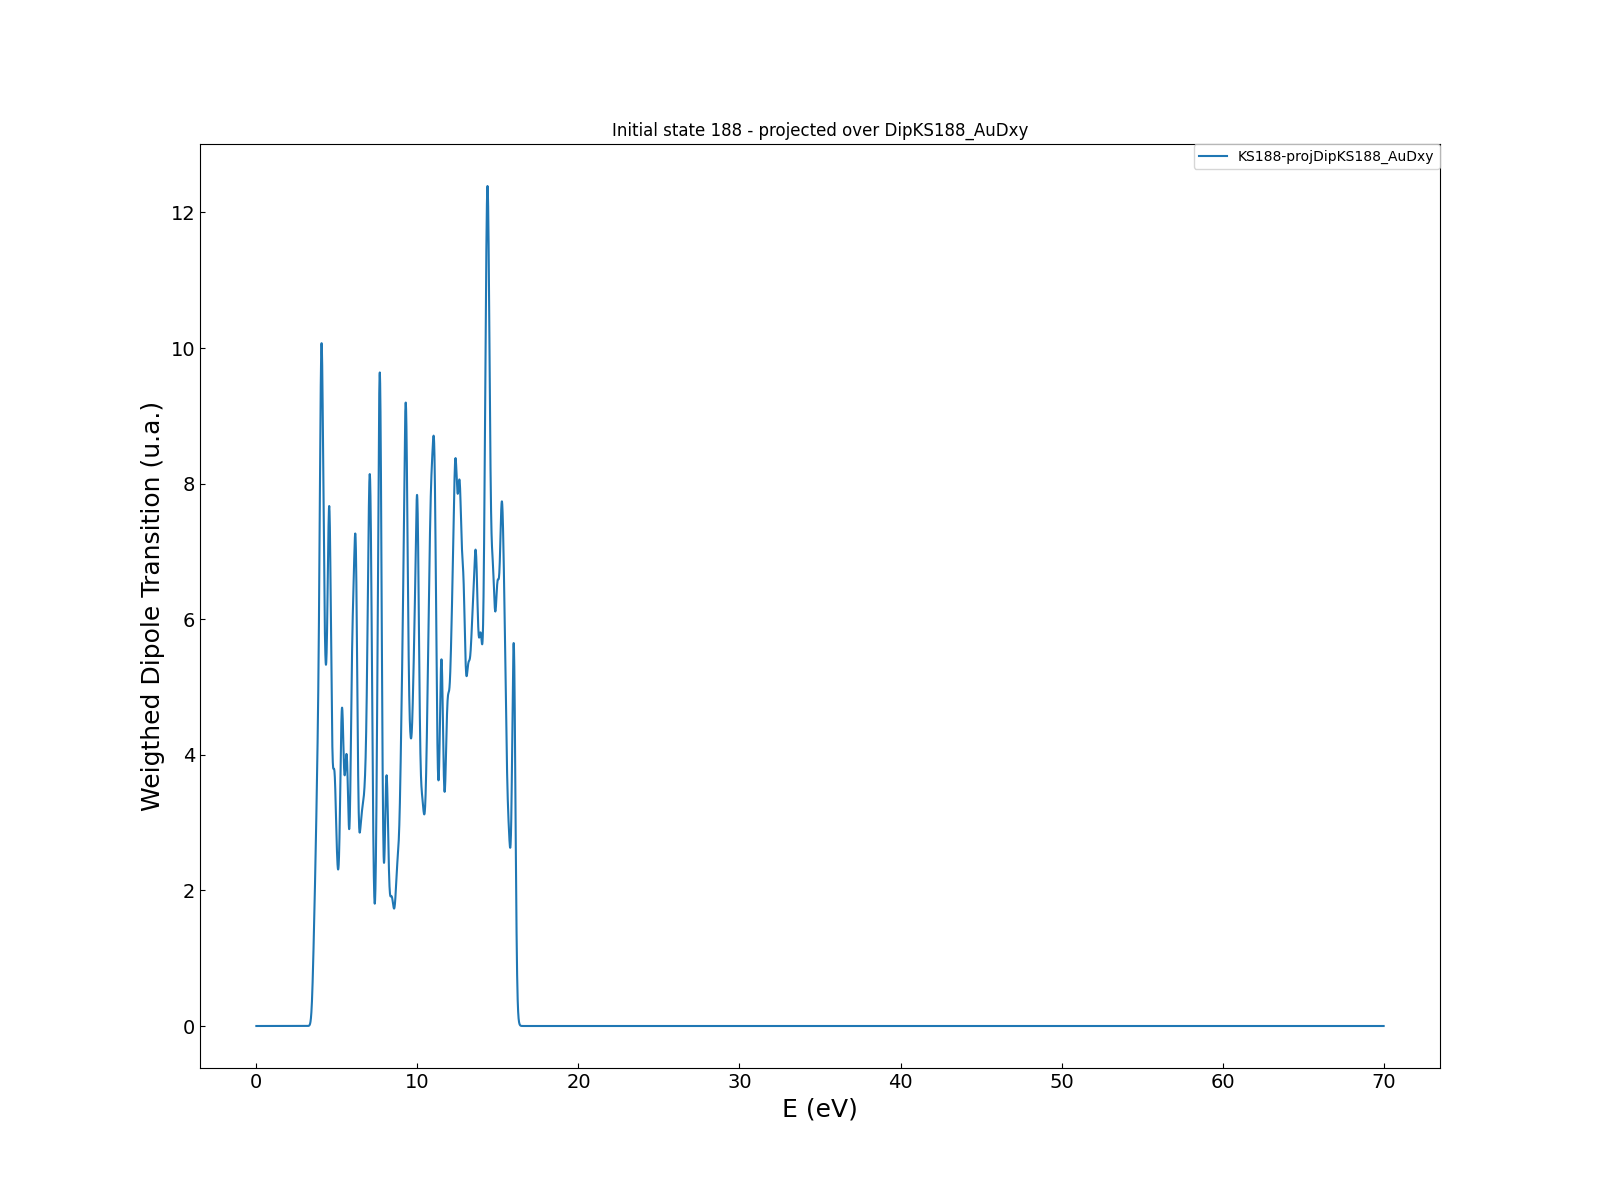 Initial state 188 - projected over DipKS188_AuDxy
KS188-projDipKS188_AuDxy
Weigthed Dipole Transition (u.a.)
12
10
8
6
4
2
0
0 10 20 30 40 50 60 70
E (eV)